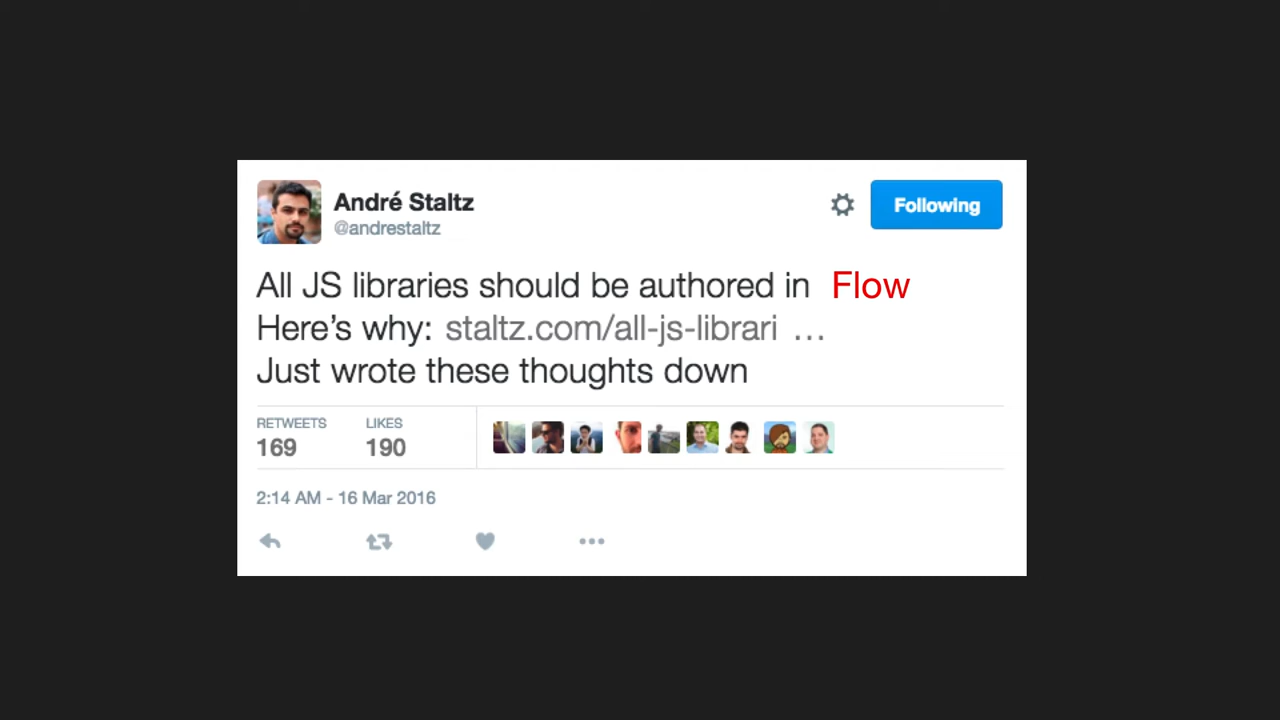 André Staltz
@andrestaltz
Following
All JS libraries should be authored in Flow
Here’s why: staltz.com/all-js-librari …
Just wrote these thoughts down
RETWEETS LIKES
169 190
2:14 AM - 16 Mar 2016